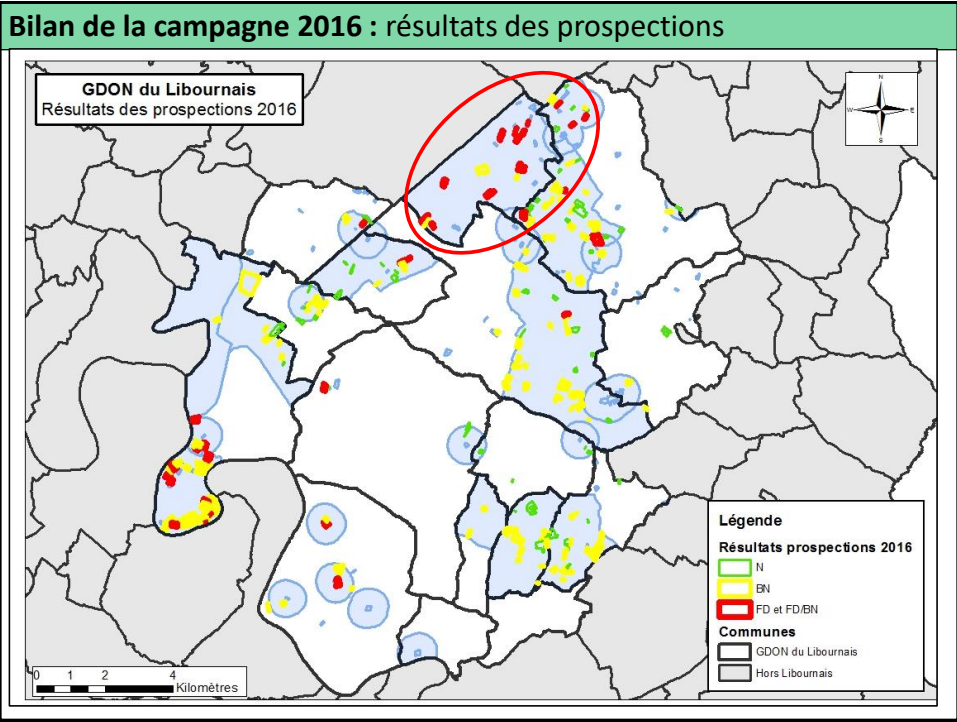 Bilan de la campagne 2016 : résultats des prospections
GDON du Libournais
Résultats des prospections 2016
N
W
E
S
Légende
Résultats prospections 2016
N
BN
FD et FD/BN
Communes
GDON du Libournais
Hors Libournais
0 1 2 4
Kilomètres